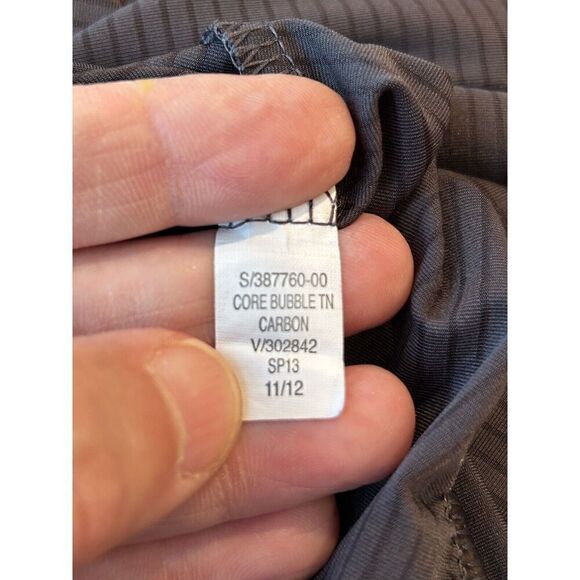 S/387760-00
CORE BUBBLE TN
CARBON
V/302842
SP13
11/12